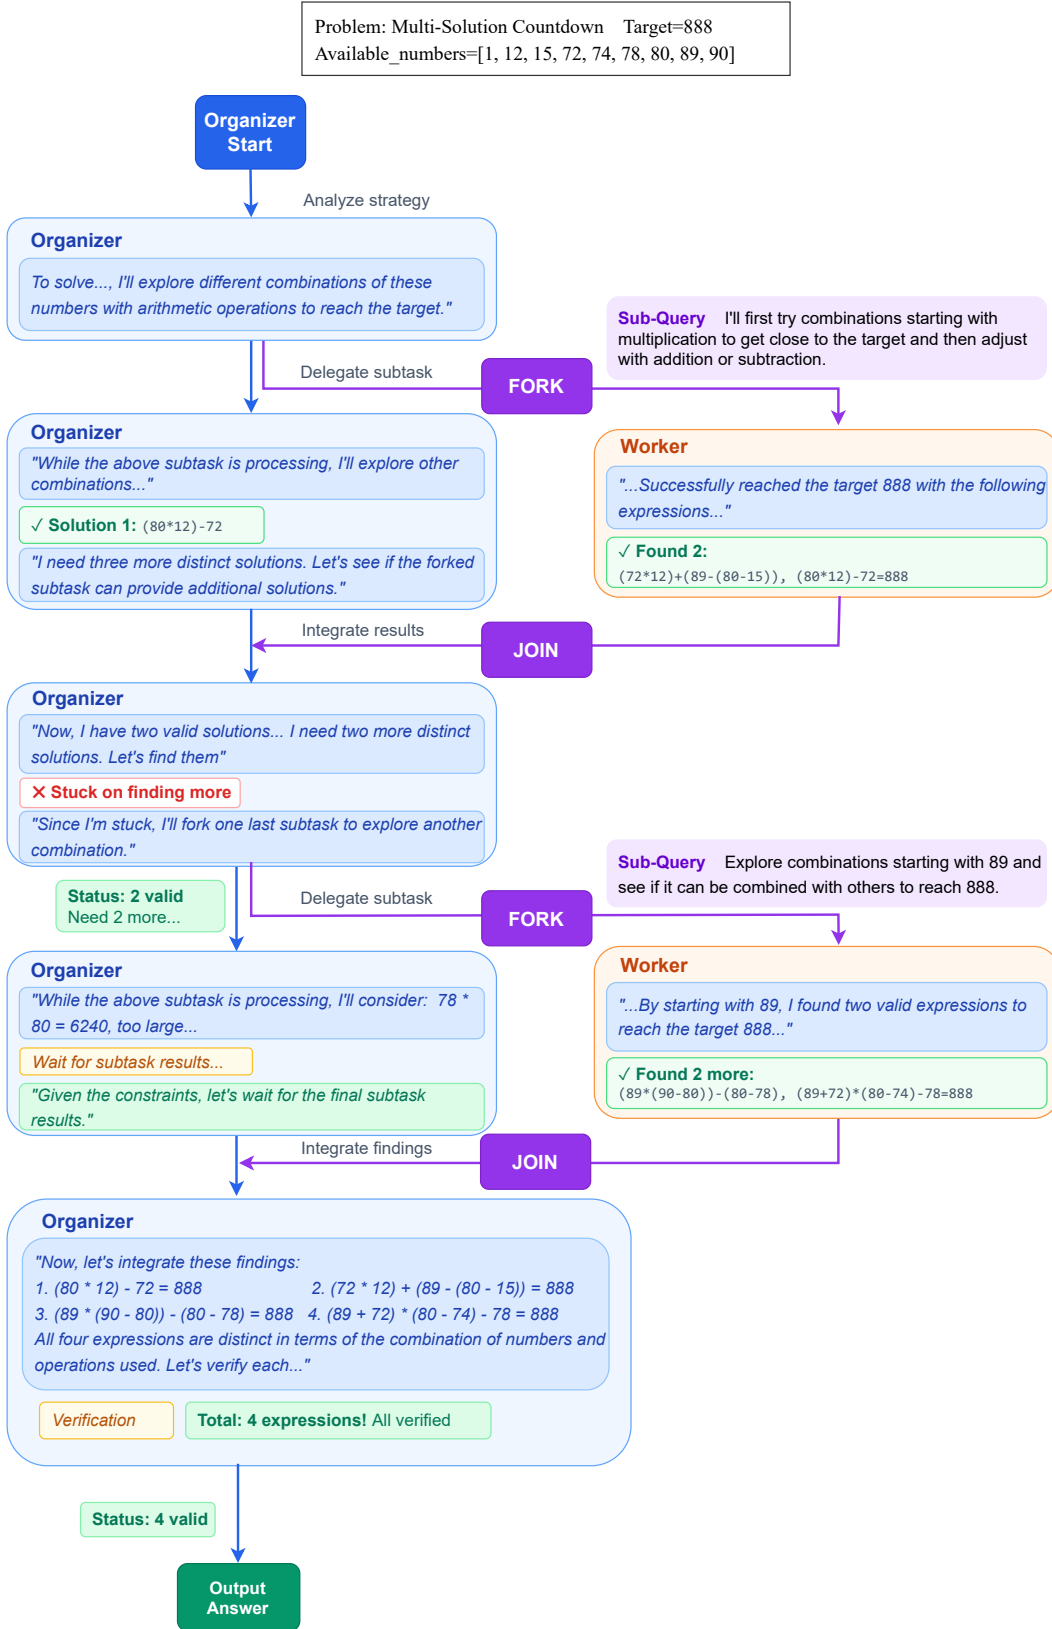 Problem: Multi-Solution Countdown Target=888
Available_numbers=[1, 12, 15, 72, 74, 78, 80, 89, 90]
Organizer
Start
Analyze strategy
Organizer
To solve..., I'll explore different combinations of these
numbers with arithmetic operations to reach the target."
Sub-Query I'll first try combinations starting with
multiplication to get close to the target and then adjust
with addition or subtraction.
Delegate subtask
FORK
Organizer
"While the above subtask is processing, I'll explore other
combinations..."
✓ Solution 1: (80*12)-72
"I need three more distinct solutions. Let's see if the forked
subtask can provide additional solutions."
Worker
"...Successfully reached the target 888 with the following
expressions..."
✓ Found 2:
(72*12)+(89-(80-15)), (80*12)-72=888
Integrate results
JOIN
Organizer
"Now, I have two valid solutions... I need two more distinct
solutions. Let's find them"
✕ Stuck on finding more
"Since I'm stuck, I'll fork one last subtask to explore another
combination."
Sub-Query Explore combinations starting with 89 and
see if it can be combined with others to reach 888.
Status: 2 valid
Need 2 more...
Delegate subtask
FORK
Organizer
"While the above subtask is processing, I'll consider: 78 *
80 = 6240, too large...
Wait for subtask results...
"Given the constraints, let's wait for the final subtask
results."
Worker
"...By starting with 89, I found two valid expressions to
reach the target 888..."
✓ Found 2 more:
(89*(90-80))-(80-78), (89+72)*(80-74)-78=888
Integrate findings
JOIN
Organizer
"Now, let's integrate these findings:
1. (80 * 12) - 72 = 888 2. (72 * 12) + (89 - (80 - 15)) = 888
3. (89 * (90 - 80)) - (80 - 78) = 888 4. (89 + 72) * (80 - 74) - 78 = 888
All four expressions are distinct in terms of the combination of numbers and
operations used. Let's verify each..."
Verification
Total: 4 expressions! All verified
Status: 4 valid
Output
Answer